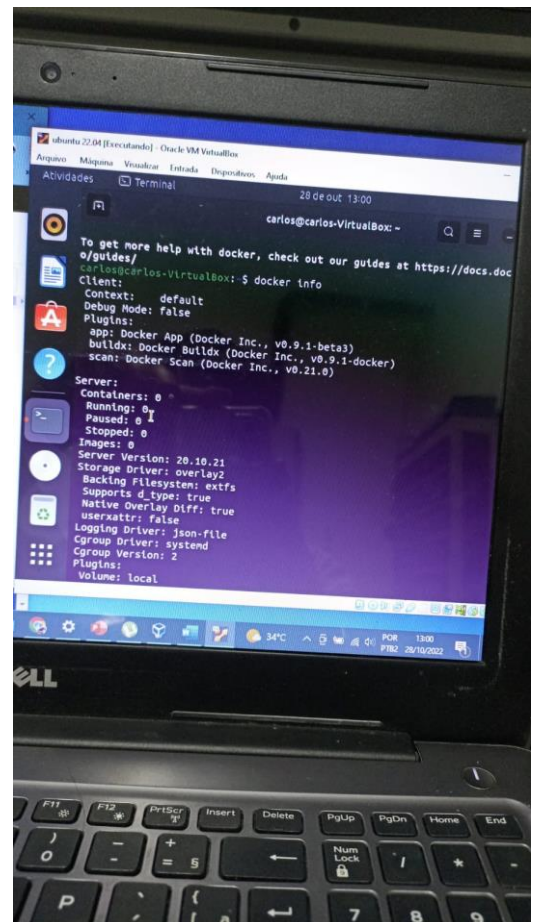 ubuntu 22.04 [Executando] - Oracle VM VirtualBox
Arquivo Máquina Visualizar Entrada Dispositivos Ajuda
Atividades Terminal 28 de out 13:00
carlos@carlos-VirtualBox: ~
To get more help with docker, check out our guides at https://docs.doc
o/guides/
carlos@carlos-VirtualBox:~$ docker info
Client:
Context: default
Debug Mode: false
Plugins:
app: Docker App (Docker Inc., v0.9.1-beta3)
buildx: Docker Buildx (Docker Inc., v0.9.1-docker)
scan: Docker Scan (Docker Inc., v0.21.0)
Server:
Containers: 0
Running: 0
Paused: 0
Stopped: 0
Images: 0
Server Version: 20.10.21
Storage Driver: overlay2
Backing Filesystem: extfs
Supports d_type: true
Native Overlay Diff: true
userxattr: false
Logging Driver: json-file
Cgroup Driver: systemd
Cgroup Version: 2
Plugins:
Volume: local
34°C POR 13:00
PTB2 28/10/2022
DELL
F11 F12 PrtScr Insert Delete PgUp PgDn Home End
) _ +
0 - = § Num Lock / * -
P ` { 7 8 9
´ [ ª